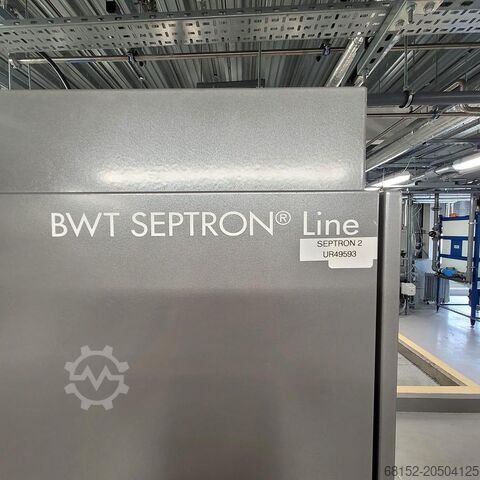 BWT SEPTRON® Line
SEPTRON 2
UR49593
68152-20504125